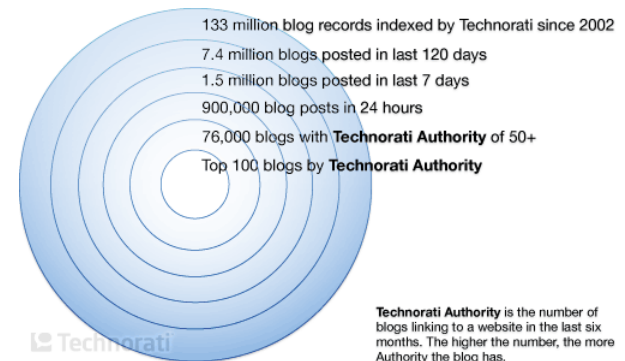 133 million blog records indexed by Technorati since 2002
7.4 million blogs posted in last 120 days
1.5 million blogs posted in last 7 days
900,000 blog posts in 24 hours
76,000 blogs with Technorati Authority of 50+
Top 100 blogs by Technorati Authority
Technorati Authority is the number of
blogs linking to a website in the last six
months. The higher the number, the more
Authority the blog has.
Technorati